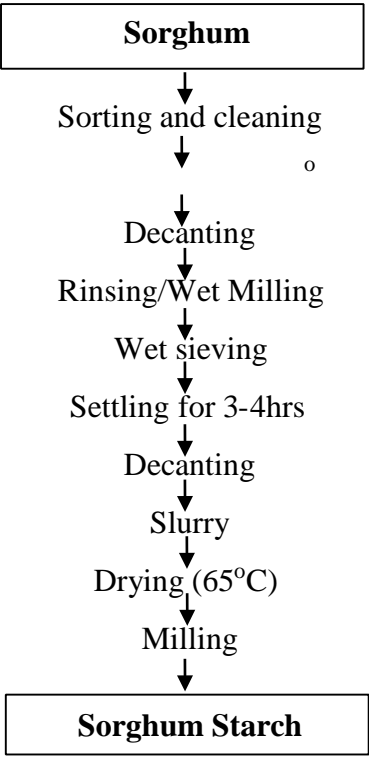 Sorghum
Sorting and cleaning
o
Decanting
Rinsing/Wet Milling
Wet sieving
Settling for 3-4hrs
Decanting
Slurry
Drying (65°C)
Milling
Sorghum Starch